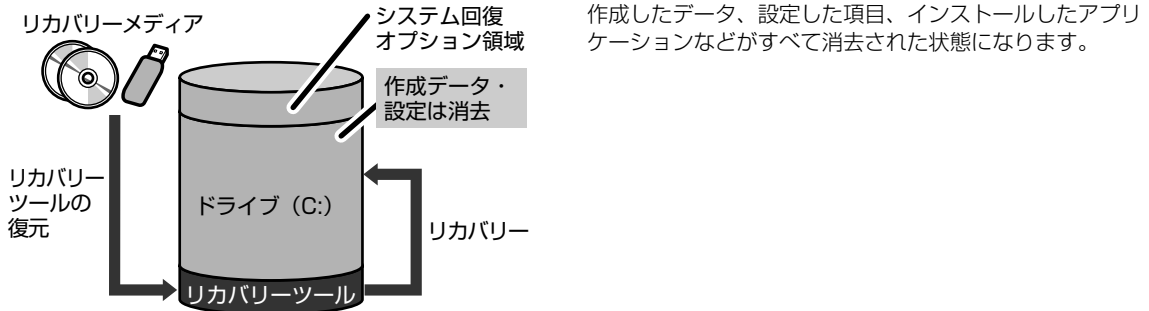 リカバリーメディア
システム回復
オプション領域
作成データ・
設定は消去
リカバリー
ツールの
復元
ドライブ（C:）
リカバリー
リカバリーツール
作成したデータ、設定した項目、インストールしたアプリ
ケーションなどがすべて消去された状態になります。